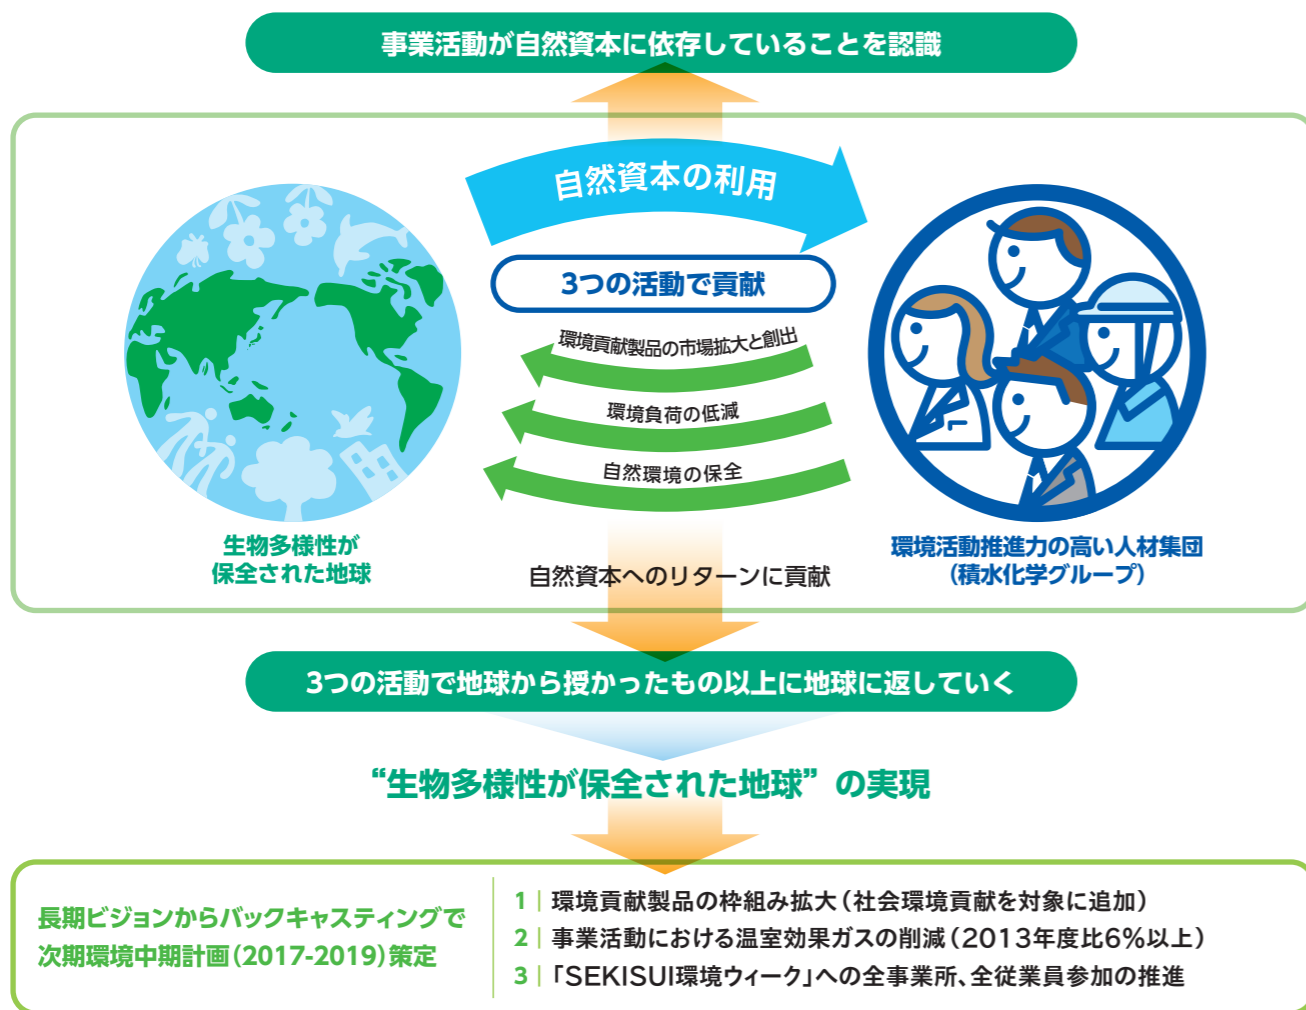 事業活動が自然資本に依存していることを認識
自然資本の利用
3つの活動で貢献
環境貢献製品の市場拡大と創出
環境負荷の低減
自然環境の保全
生物多様性が
保全された地球
自然資本へのリターンに貢献
環境活動推進力の高い人材集団
(積水化学グループ)
3つの活動で地球から授かったもの以上に地球に返していく
“生物多様性が保全された地球”の実現
長期ビジョンからバックキャスティングで
次期環境中期計画(2017-2019)策定
1｜環境貢献製品の枠組み拡大(社会環境貢献を対象に追加)
2｜事業活動における温室効果ガスの削減(2013年度比6%以上)
3｜「SEKISUI環境ウィーク」への全事業所、全従業員参加の推進